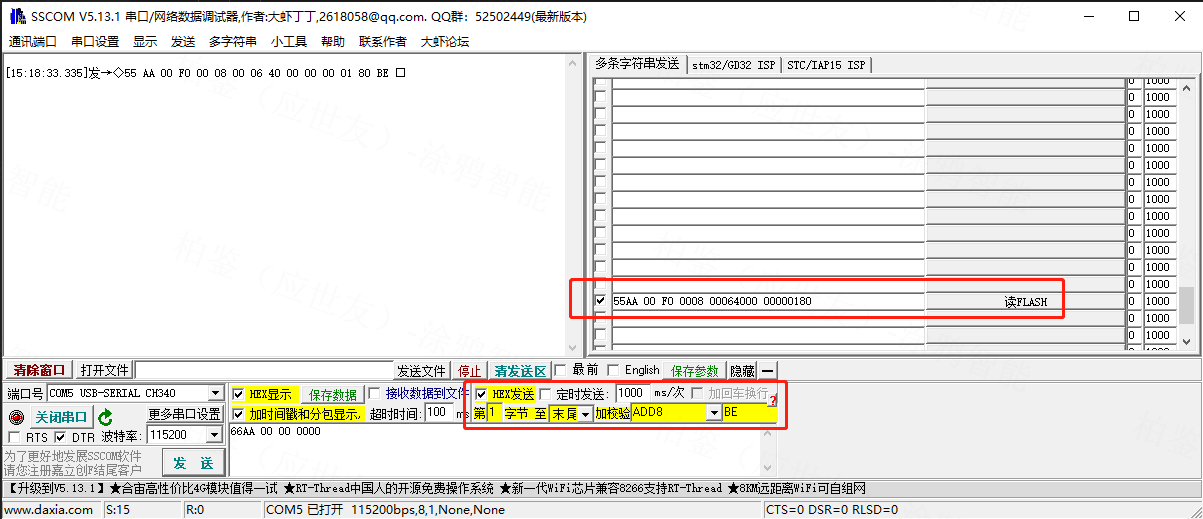 SSCOM V5.13.1 串口/网络数据调试器,作者:大虾丁丁,2618058@qq.com. QQ群：52502449(最新版本)
通讯端口 串口设置 显示 发送 多字符串 小工具 帮助 联系作者 大虾论坛
[15:18:33.335]发→◇55 AA 00 F0 00 08 00 06 40 00 00 00 01 80 BE □
多条字符串发送 stm32/GD32 ISP STC/IAP15 ISP
0 1000
0 1000
0 1000
0 1000
0 1000
0 1000
0 1000
0 1000
0 1000
0 1000
0 1000
0 1000
0 1000
55AA 00 F0 0008 00064000 00000180 读FLASH 0 1000
0 1000
0 1000
清除窗口 打开文件 发送文件 停止 清发送区 最前 English 保存参数 隐藏 —
端口号 COM5 USB-SERIAL CH340 HEX显示 保存数据 接收数据到文件 HEX发送 定时发送: 1000 ms/次 加回车换行 ?
关闭串口 更多串口设置 加时间戳和分包显示, 超时时间: 100 ms 第 1 字节 至 末尾 加校验 ADD8 BE
RTS DTR 波特率: 115200 66AA 00 00 0000
为了更好地发展SSCOM软件
请您注册嘉立创F结尾客户
发 送
【升级到V5.13.1】★合宙高性价比4G模块值得一试 ★RT-Thread中国人的开源免费操作系统 ★新一代WiFi芯片兼容8266支持RT-Thread ★8KM远距离WiFi可自组网
www.daxia.com S:15 R:0 COM5 已打开 115200bps,8,1,None,None CTS=0 DSR=0 RLSD=0